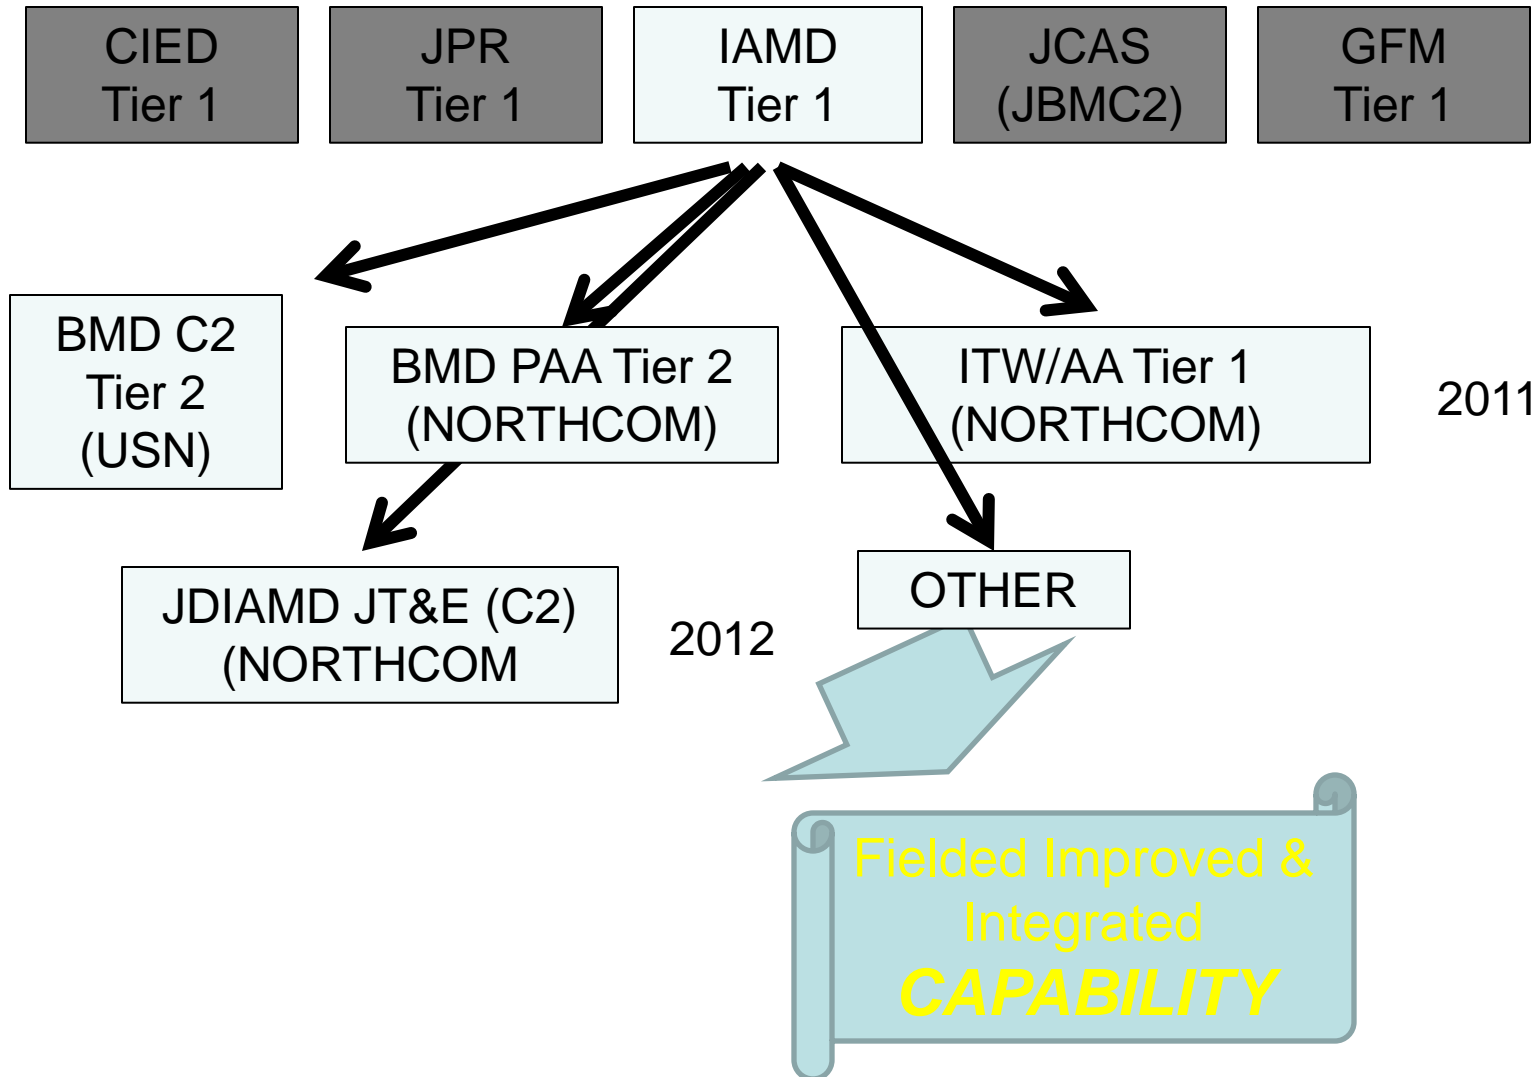 CIED
Tier 1
JPR
Tier 1
IAMD
Tier 1
JCAS
(JBMC2)
GFM
Tier 1
BMD C2
Tier 2
(USN)
BMD PAA Tier 2
(NORTHCOM)
ITW/AA Tier 1
(NORTHCOM)
2011
JDIAMD JT&E (C2)
(NORTHCOM
2012
OTHER
Fielded Improved &
Integrated
CAPABILITY